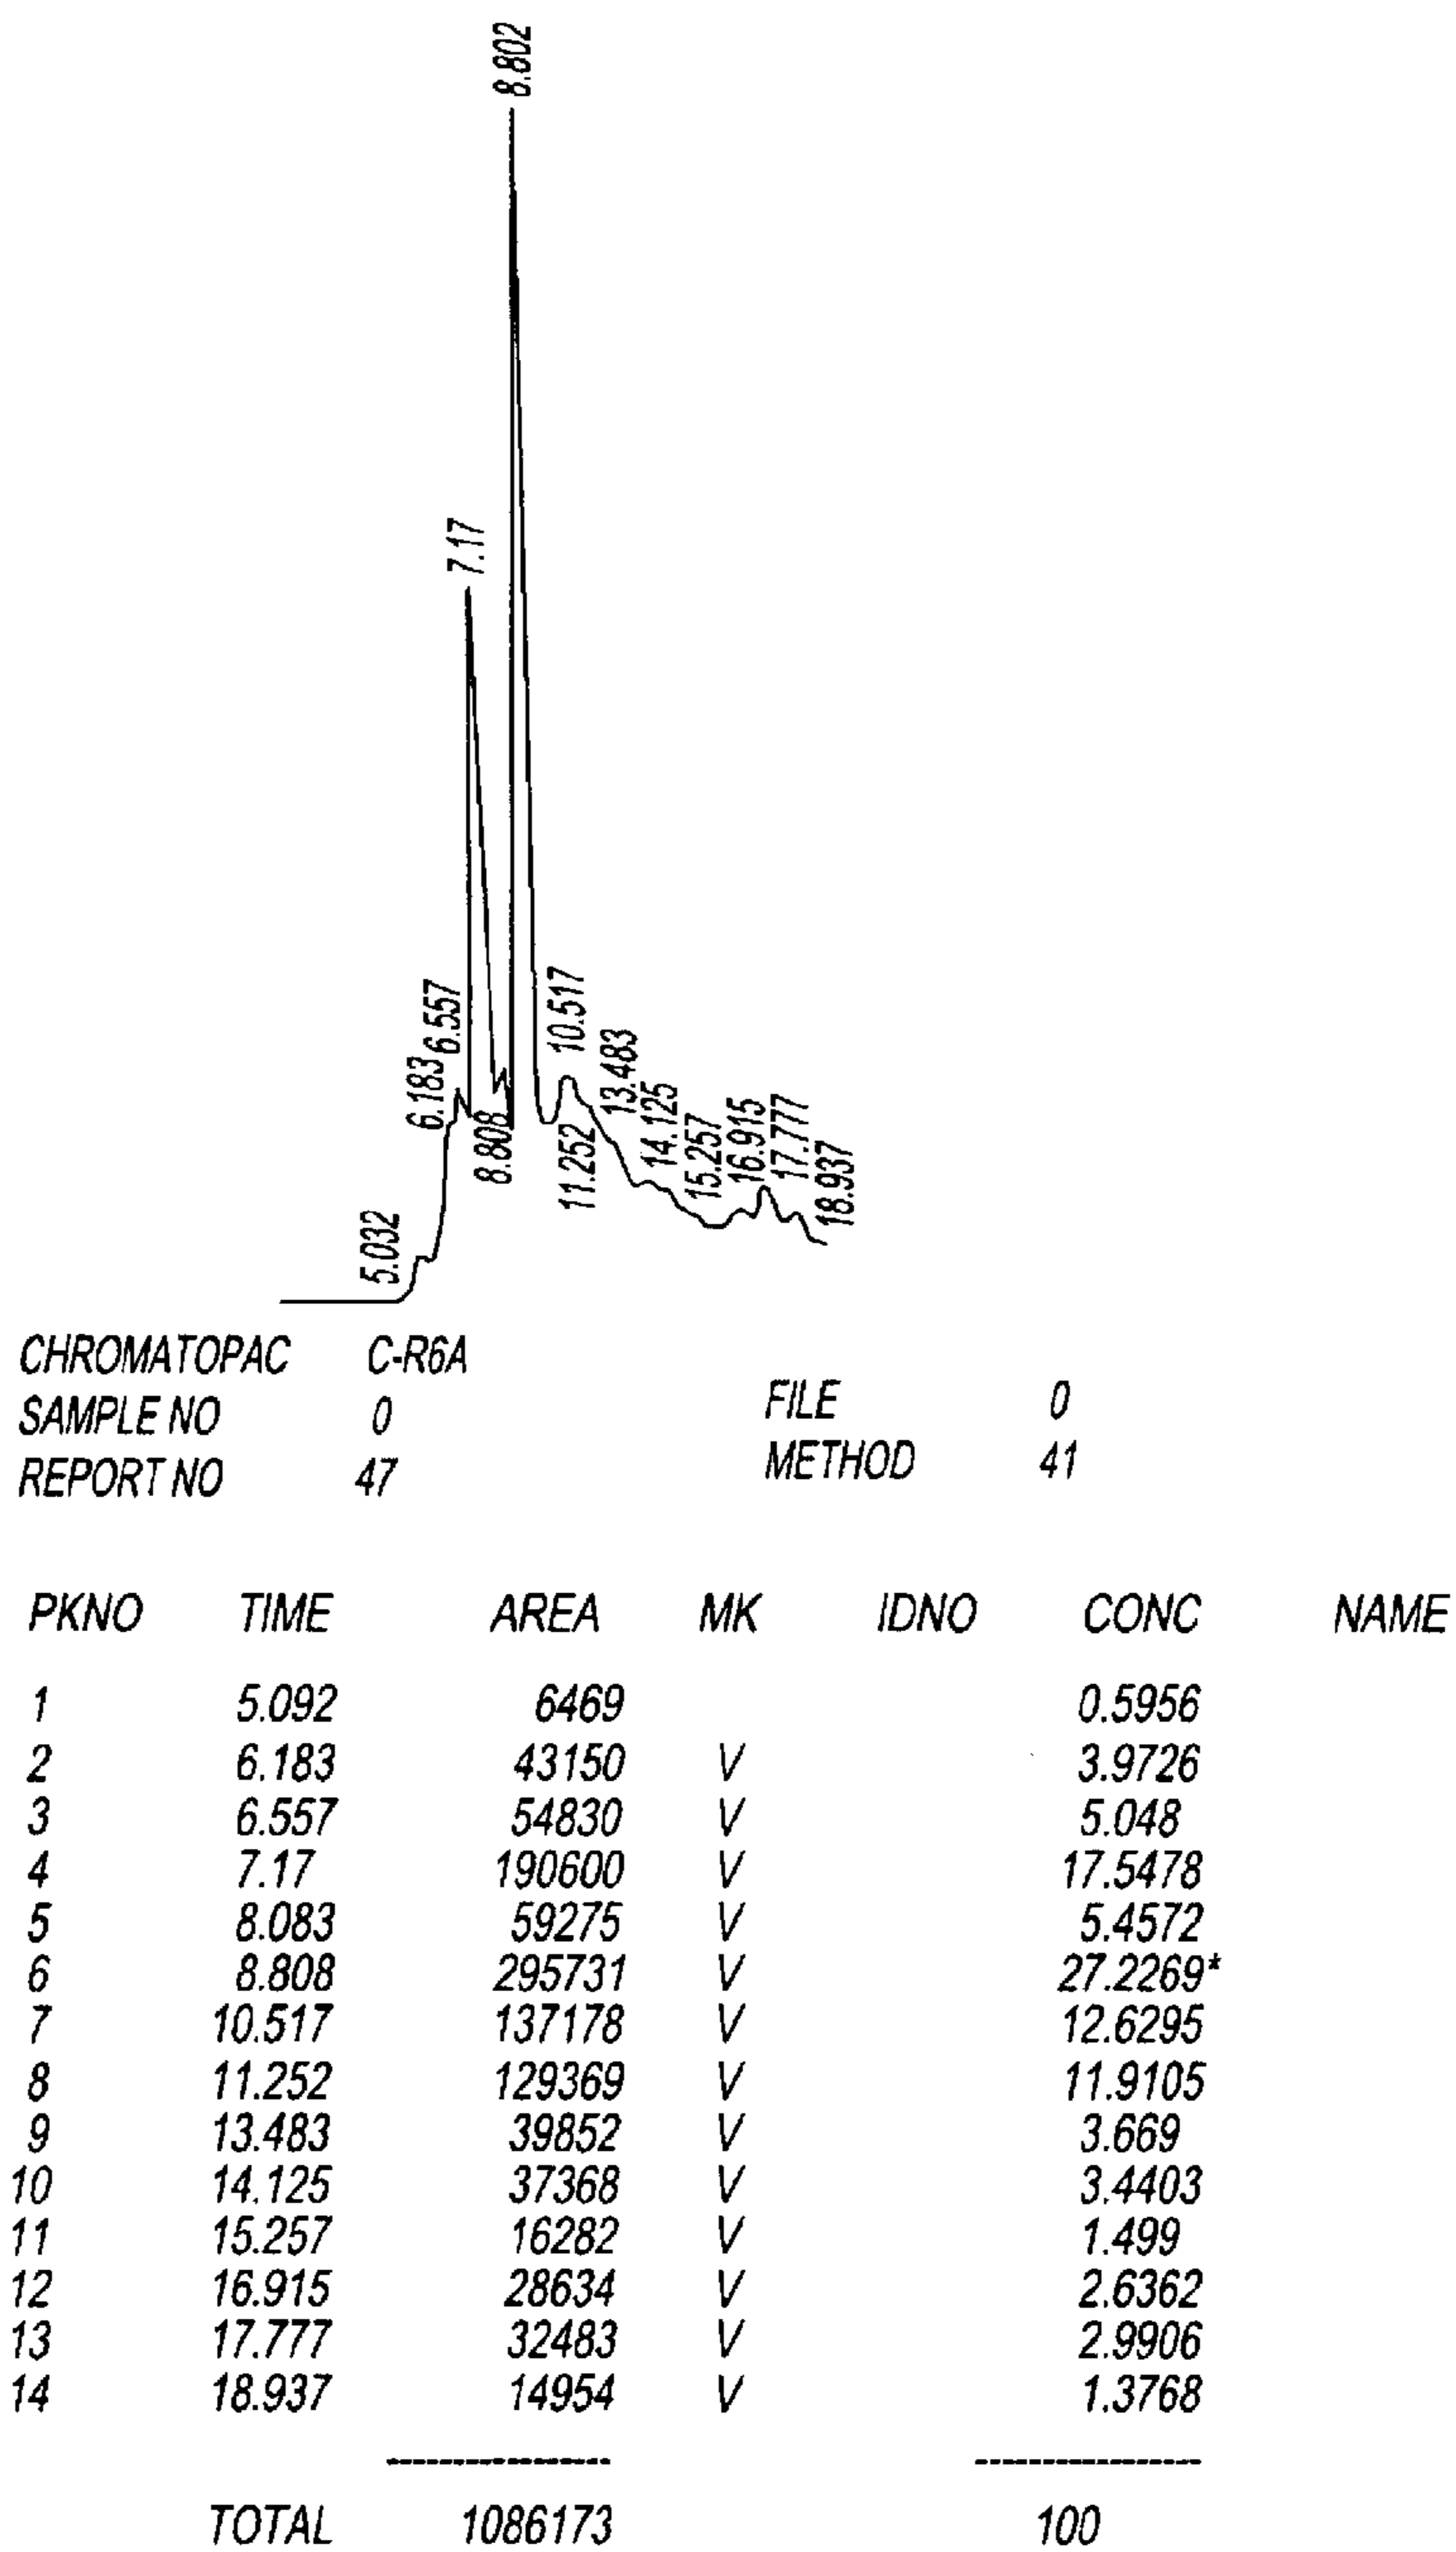 8.802
7.17
6.557
10.517
6.183
13.483
14.125
8.808
11.252
15.257
16.915
17.777
18.937
5.032
CHROMATOPAC C-R6A
SAMPLE NO 0 FILE 0
REPORT NO 47 METHOD 41
PKNO TIME AREA MK IDNO CONC NAME
1 5.092 6469 0.5956
2 6.183 43150 V 3.9726
3 6.557 54830 V 5.048
4 7.17 190600 V 17.5478
5 8.083 59275 V 5.4572
6 8.808 295731 V 27.2269*
7 10.517 137178 V 12.6295
8 11.252 129369 V 11.9105
9 13.483 39852 V 3.669
10 14.125 37368 V 3.4403
11 15.257 16282 V 1.499
12 16.915 28634 V 2.6362
13 17.777 32483 V 2.9906
14 18.937 14954 V 1.3768
TOTAL 1086173 100